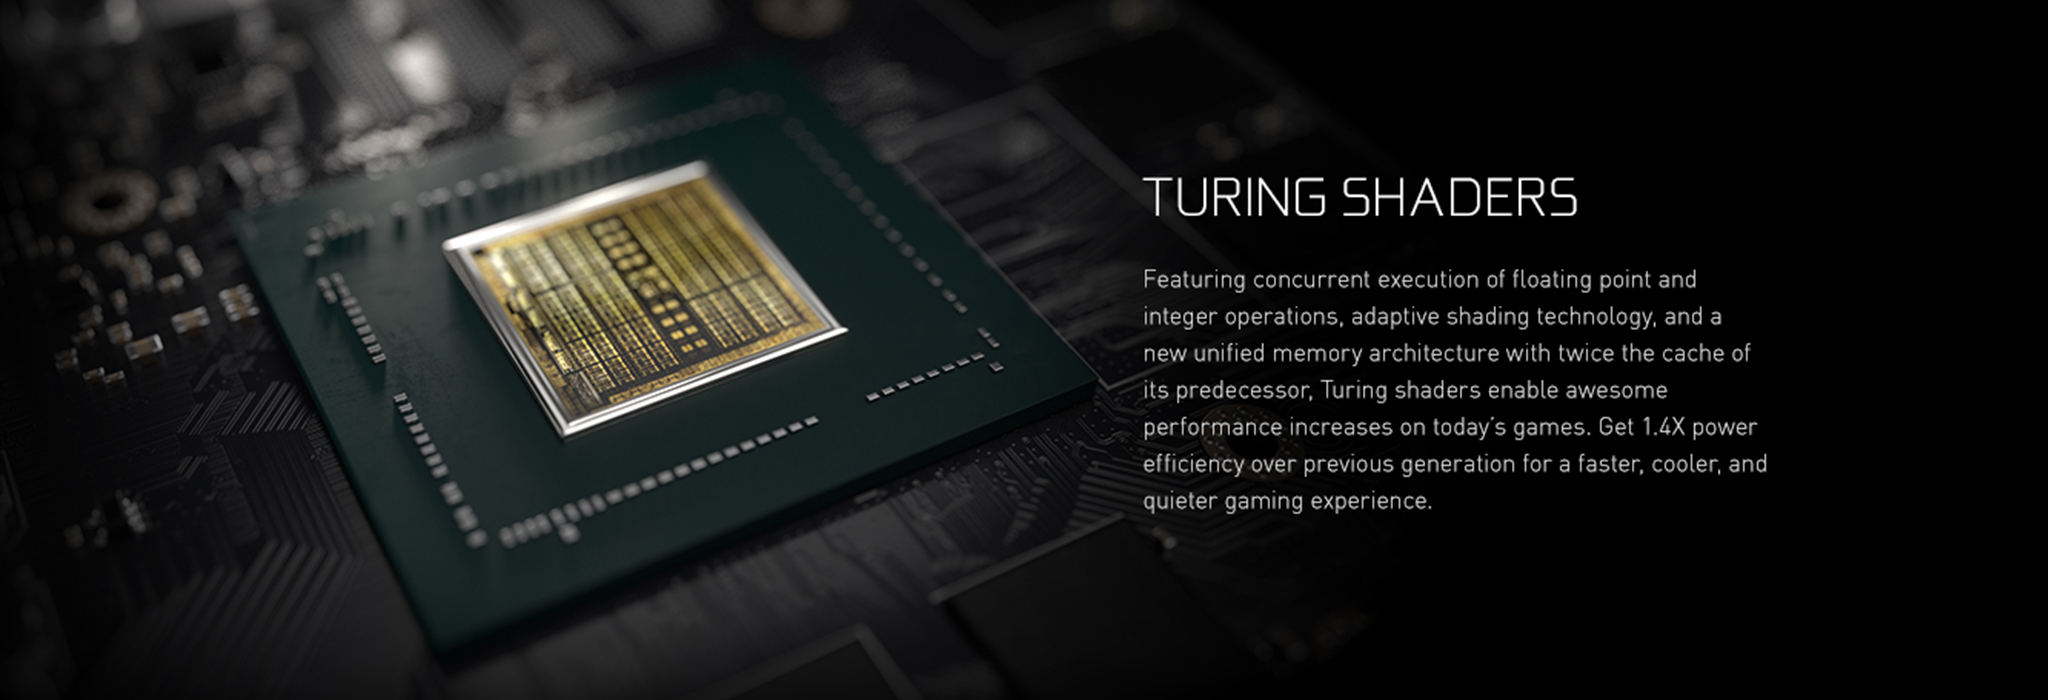 TURING SHADERS
Featuring concurrent execution of floating point and
integer operations, adaptive shading technology, and a
new unified memory architecture with twice the cache of
its predecessor, Turing shaders enable awesome
performance increases on today’s games. Get 1.4X power
efficiency over previous generation for a faster, cooler, and
quieter gaming experience.